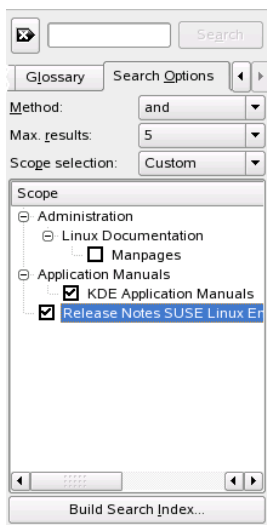 Search
Glossary Search Options
Method: and
Max. results: 5
Scope selection: Custom
Scope
Administration
Linux Documentation
Manpages
Application Manuals
KDE Application Manuals
Release Notes SUSE Linux En
Build Search Index...